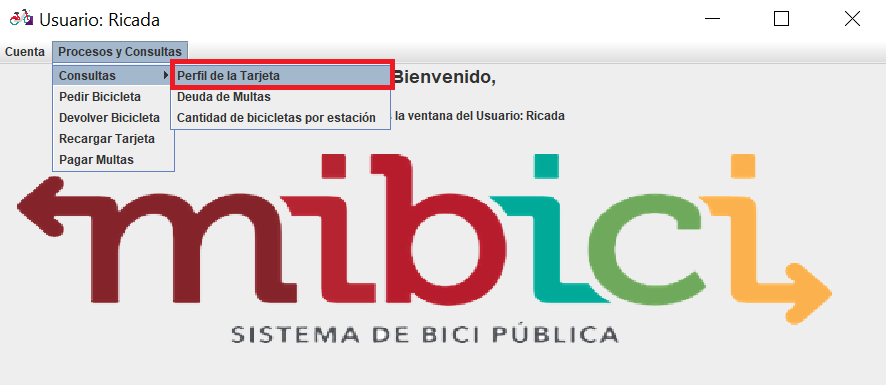 Usuario: Ricada
Cuenta Procesos y Consultas
Consultas
Pedir Bicicleta
Devolver Bicicleta
Recargar Tarjeta
Pagar Multas
Perfil de la Tarjeta
Deuda de Multas
Cantidad de bicicletas por estación
Bienvenido,
la ventana del Usuario: Ricada
mibici
SISTEMA DE BICI PÚBLICA